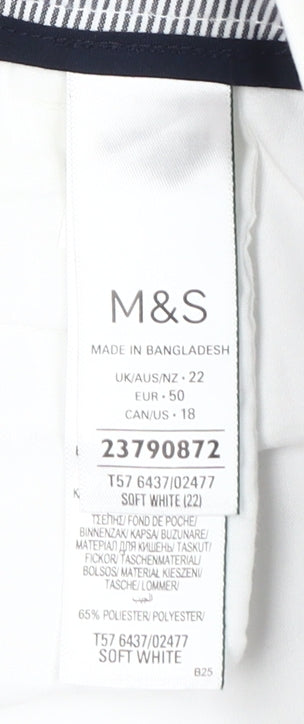 M&S
MADE IN BANGLADESH
UK/AUS/NZ · 22
EUR · 50
CAN/US · 18
23790872
T57 6437/02477
SOFT WHITE (22)
ΤΣΕΠΗΣ/ FOND DE POCHE/
BINNENZAK/ KAPSA/ BUZUNARE/
МАТЕРІАЛ ДЛЯ КИШЕНЬ/ TASKUT/
FICKOR/ TASCHENMATERIAL/
BOLSOS/ MATERIAŁ KIESZENI/
TASCHE/ LOMMER/
الجيب
65% POLIESTER/ POLYESTER/
T57 6437/02477
SOFT WHITE
B25